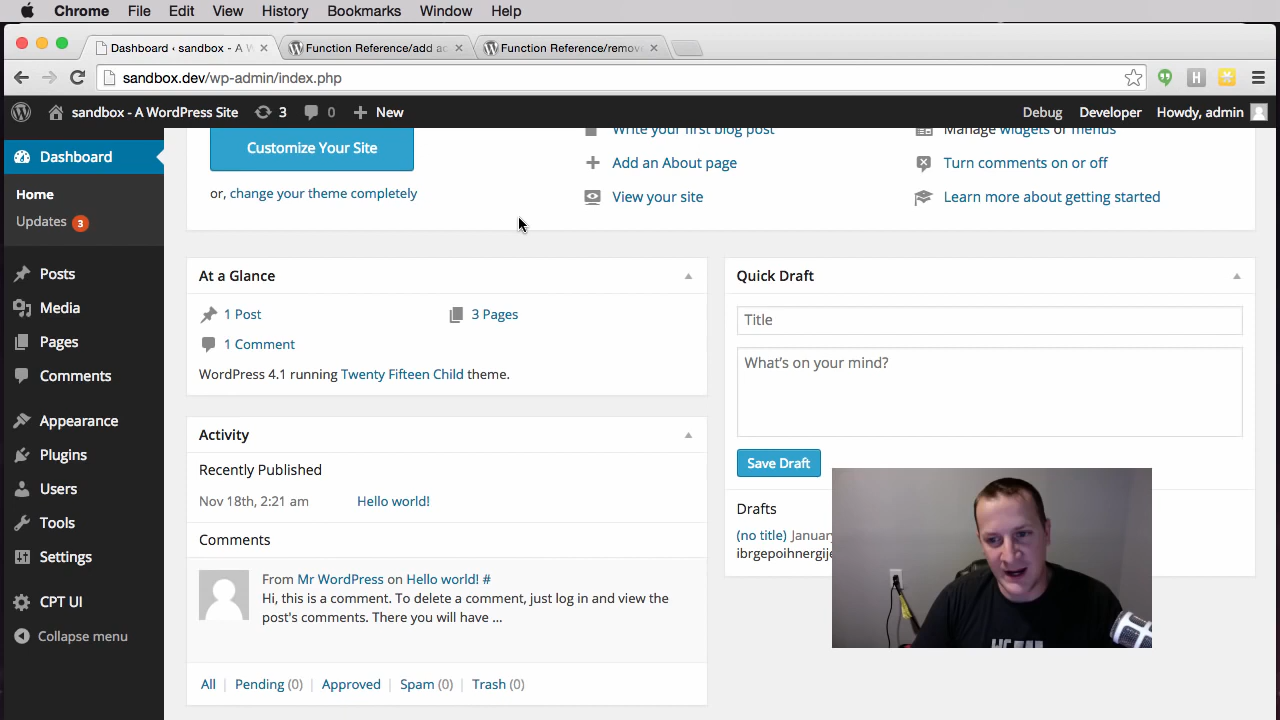 Chrome File Edit View History Bookmarks Window Help
Dashboard ‹ sandbox - A W
Function Reference/add ac
Function Reference/remov
sandbox.dev/wp-admin/index.php
sandbox - A WordPress Site 3 0 New Debug Developer Howdy, admin
Dashboard
Home
Updates 3
Posts
Media
Pages
Comments
Appearance
Plugins
Users
Tools
Settings
CPT UI
Collapse menu
Customize Your Site
or, change your theme completely
Write your first blog post
Add an About page
View your site
Manage widgets or menus
Turn comments on or off
Learn more about getting started
At a Glance
1 Post 3 Pages
1 Comment
WordPress 4.1 running Twenty Fifteen Child theme.
Activity
Recently Published
Nov 18th, 2:21 am Hello world!
Comments
From Mr WordPress on Hello world! #
Hi, this is a comment. To delete a comment, just log in and view the
post's comments. There you will have ...
All | Pending (0) | Approved | Spam (0) | Trash (0)
Quick Draft
Title
What's on your mind?
Save Draft
Drafts
(no title) January
ibrgepoihnergije